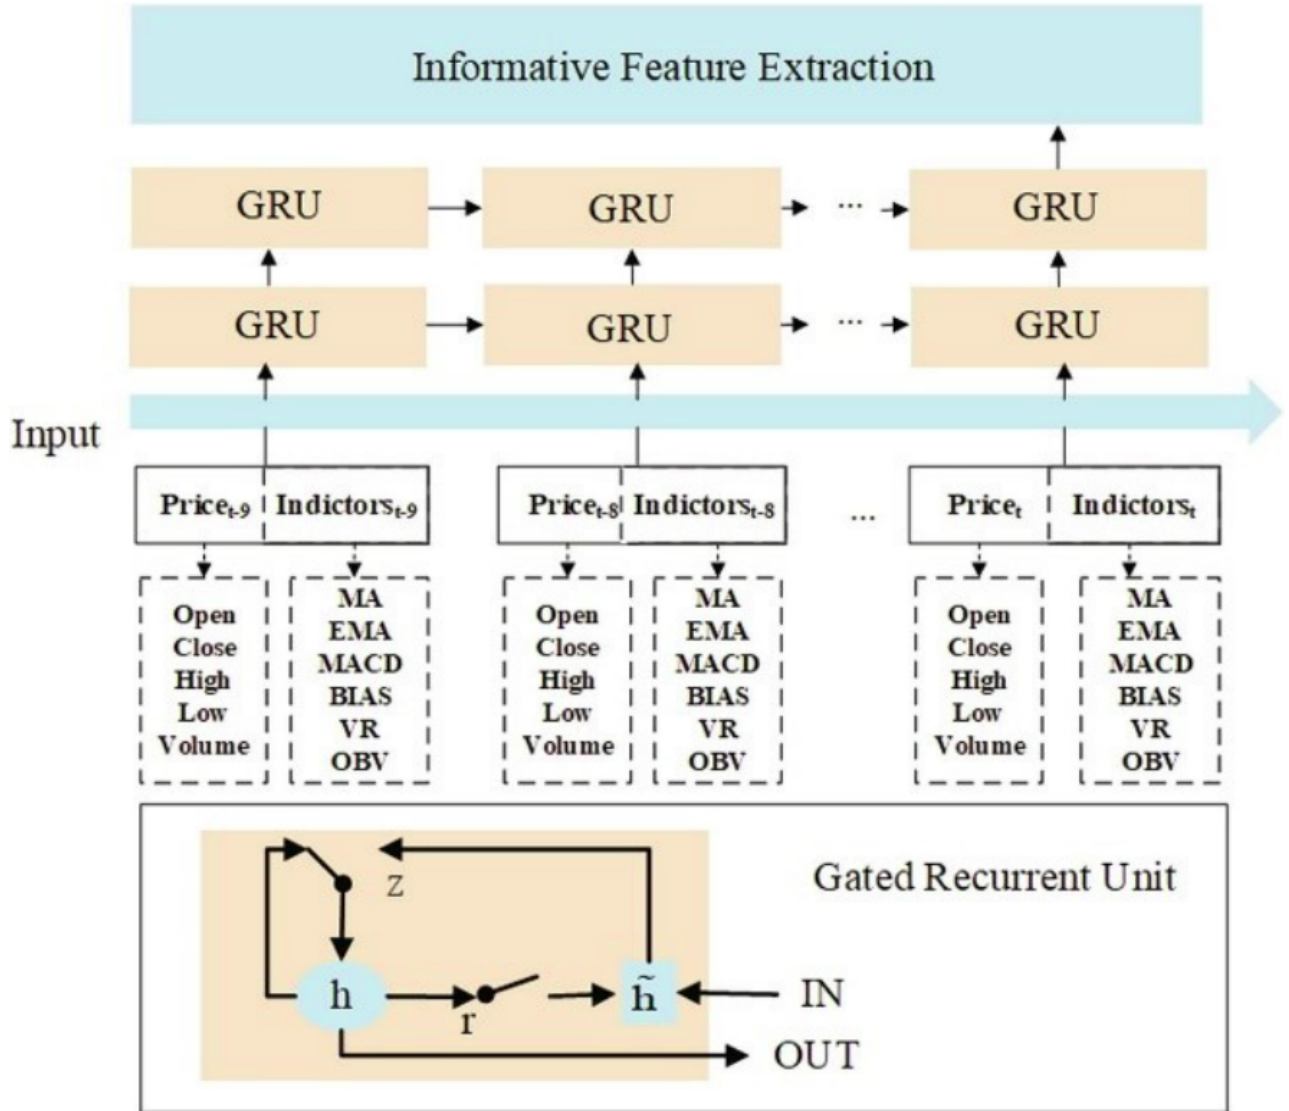 Informative Feature Extraction
GRU GRU ... GRU
GRU GRU ... GRU
Input
Priceₜ₋₉ Indictorsₜ₋₉ Priceₜ₋₈ Indictorsₜ₋₈ ... Priceₜ Indictorsₜ
Open
Close
High
Low
Volume
MA
EMA
MACD
BIAS
VR
OBV
Open
Close
High
Low
Volume
MA
EMA
MACD
BIAS
VR
OBV
Open
Close
High
Low
Volume
MA
EMA
MACD
BIAS
VR
OBV
Gated Recurrent Unit
z
h
r
h̃
IN
OUT